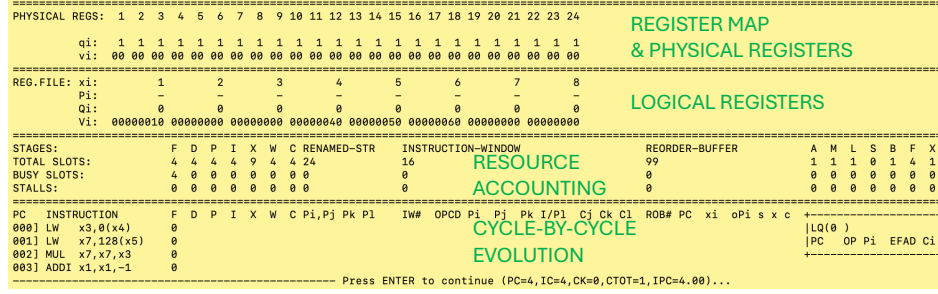 PHYSICAL REGS: 1 2 3 4 5 6 7 8 9 10 11 12 13 14 15 16 17 18 19 20 21 22 23 24
REGISTER MAP
& PHYSICAL REGISTERS
qi: 1 1 1 1 1 1 1 1 1 1 1 1 1 1 1 1 1 1 1 1 1 1 1 1
vi: 00 00 00 00 00 00 00 00 00 00 00 00 00 00 00 00 00 00 00 00 00 00 00 00
REG.FILE: xi: 1 2 3 4 5 6 7 8
Pi: - - - - - - - -
LOGICAL REGISTERS
Qi: 0 0 0 0 0 0 0 0
Vi: 00000010 00000000 00000000 00000040 00000050 00000060 00000000 00000000
STAGES: F D P I X W C RENAMED-STR INSTRUCTION-WINDOW REORDER-BUFFER A M L S B F X
TOTAL SLOTS: 4 4 4 4 9 4 4 24 16 99 1 1 1 0 1 4 1
RESOURCE
BUSY SLOTS: 4 0 0 0 0 0 0 0 0 0 0 0 0 0 0 0 0
STALLS: 0 0 0 0 0 0 0 0 0 0 0 0 0 0 0 0 0
ACCOUNTING
PC INSTRUCTION F D P I X W C Pi,Pj Pk Pl IW# OPCD Pi Pj Pk I/Pl Cj Ck Cl ROB# PC xi oPi s x c +----------------
000] LW x3,0(x4) 0 |LQ(0 )
CYCLE-BY-CYCLE
001] LW x7,128(x5) 0 |PC OP Pi EFAD Ci
002] MUL x7,x7,x3 0 +----------------
EVOLUTION
003] ADDI x1,x1,-1 0
------------------------------------------------ Press ENTER to continue (PC=4,IC=4,CK=0,CTOT=1,IPC=4.00)...